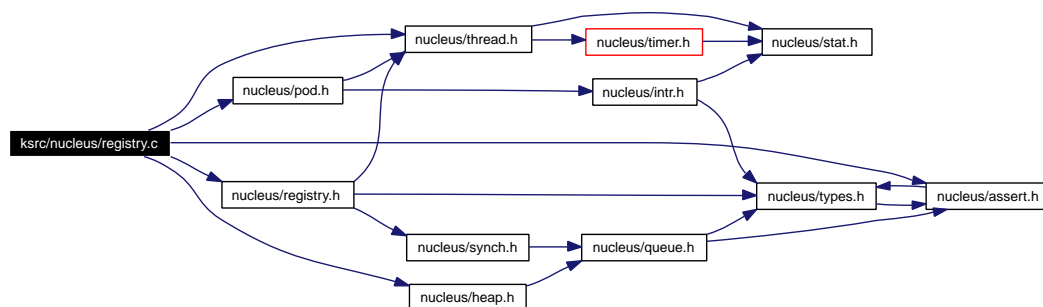 nucleus/thread.h
nucleus/timer.h
nucleus/stat.h
nucleus/pod.h
nucleus/intr.h
ksrc/nucleus/registry.c
nucleus/registry.h
nucleus/types.h
nucleus/assert.h
nucleus/synch.h
nucleus/queue.h
nucleus/heap.h